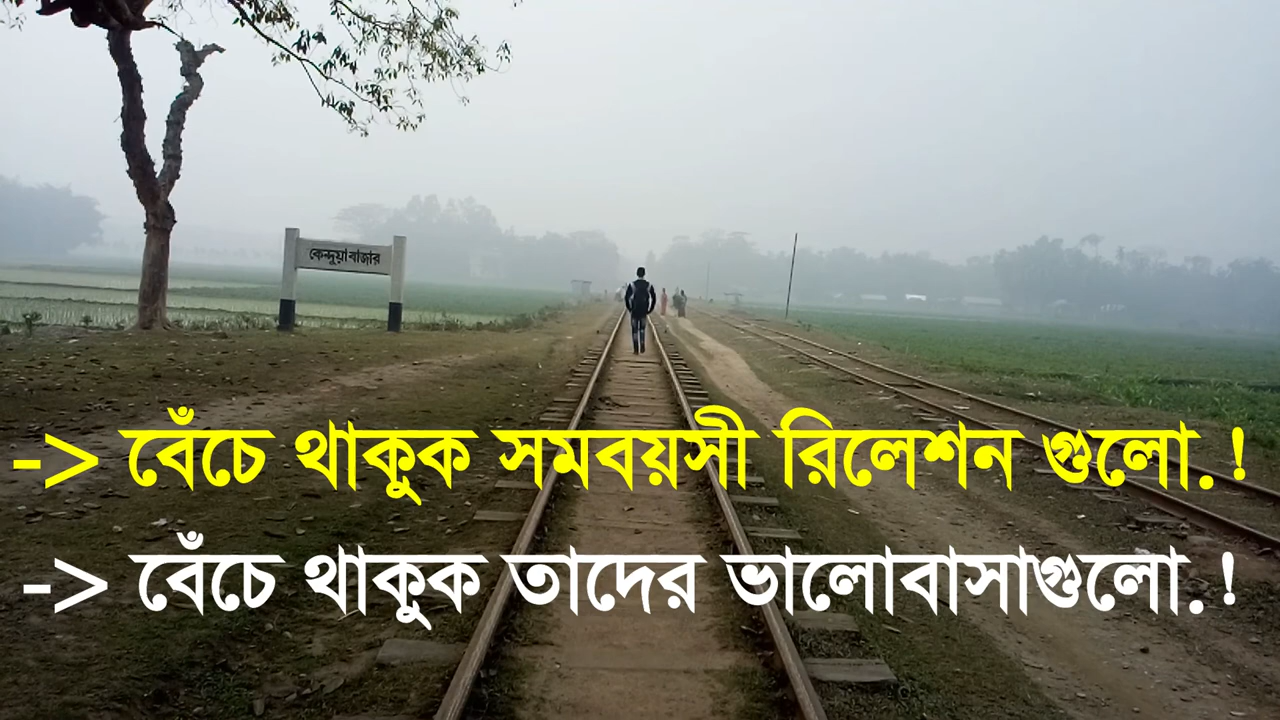 কেন্দুয়া বাজার
-> বেঁচে থাকুক সমবয়সী রিলেশন গুলো.!
-> বেঁচে থাকুক তাদের ভালোবাসাগুলো.!